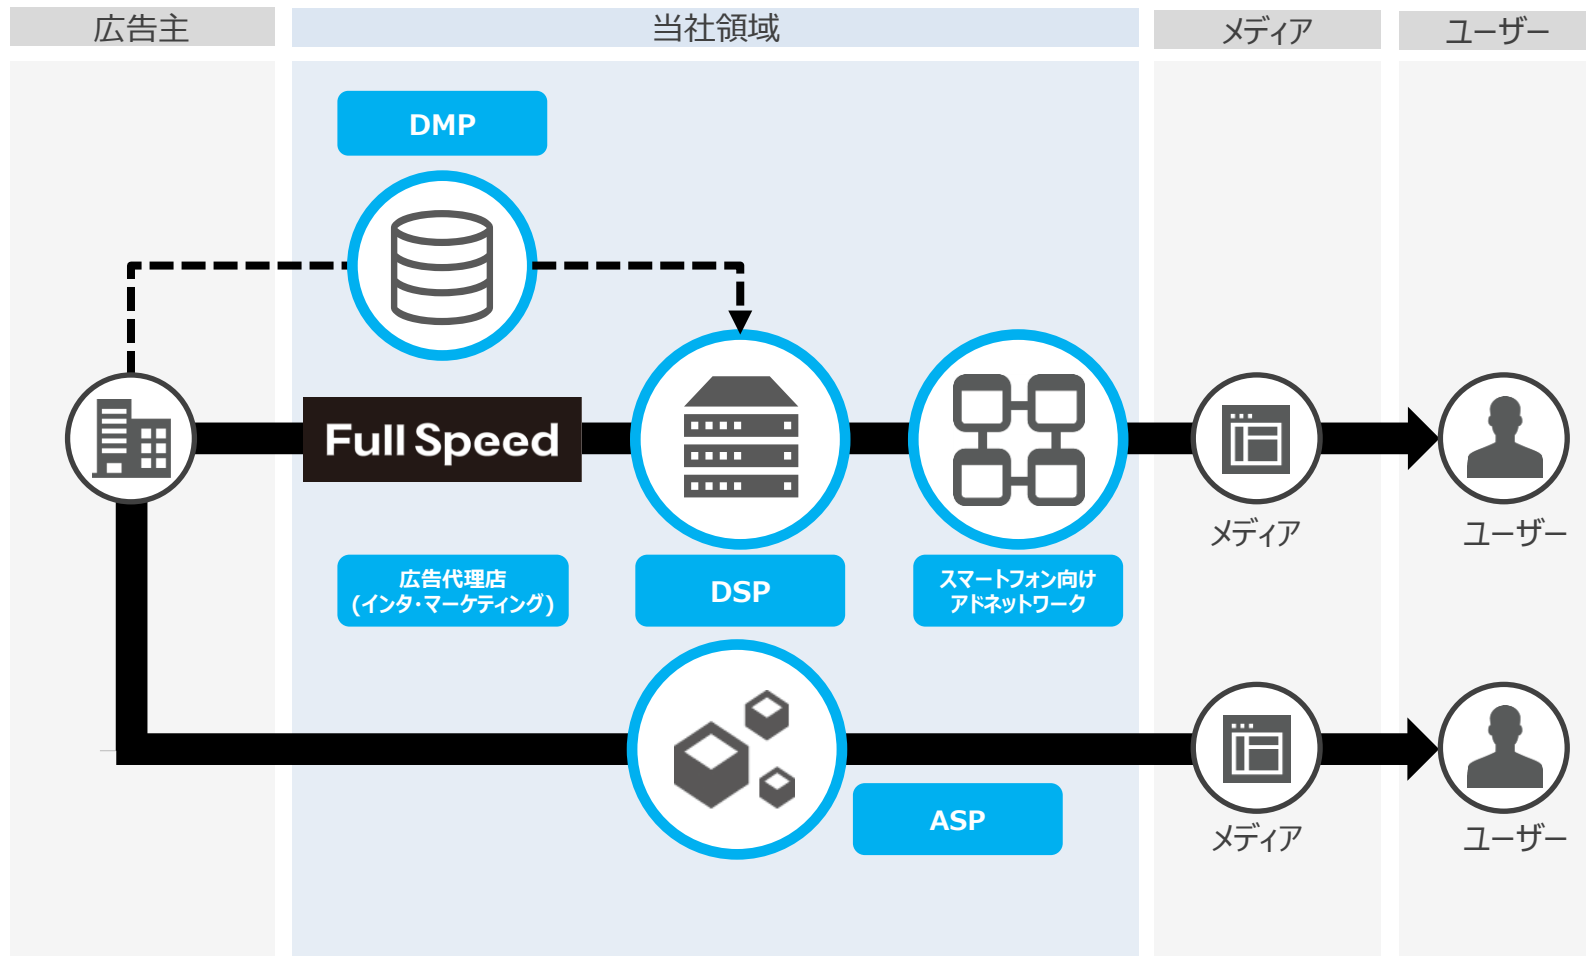 広告主
当社領域
メディア
ユーザー
DMP
Full Speed
メディア
ユーザー
広告代理店
(インタ・マーケティング)
DSP
スマートフォン向け
アドネットワーク
ASP
メディア
ユーザー